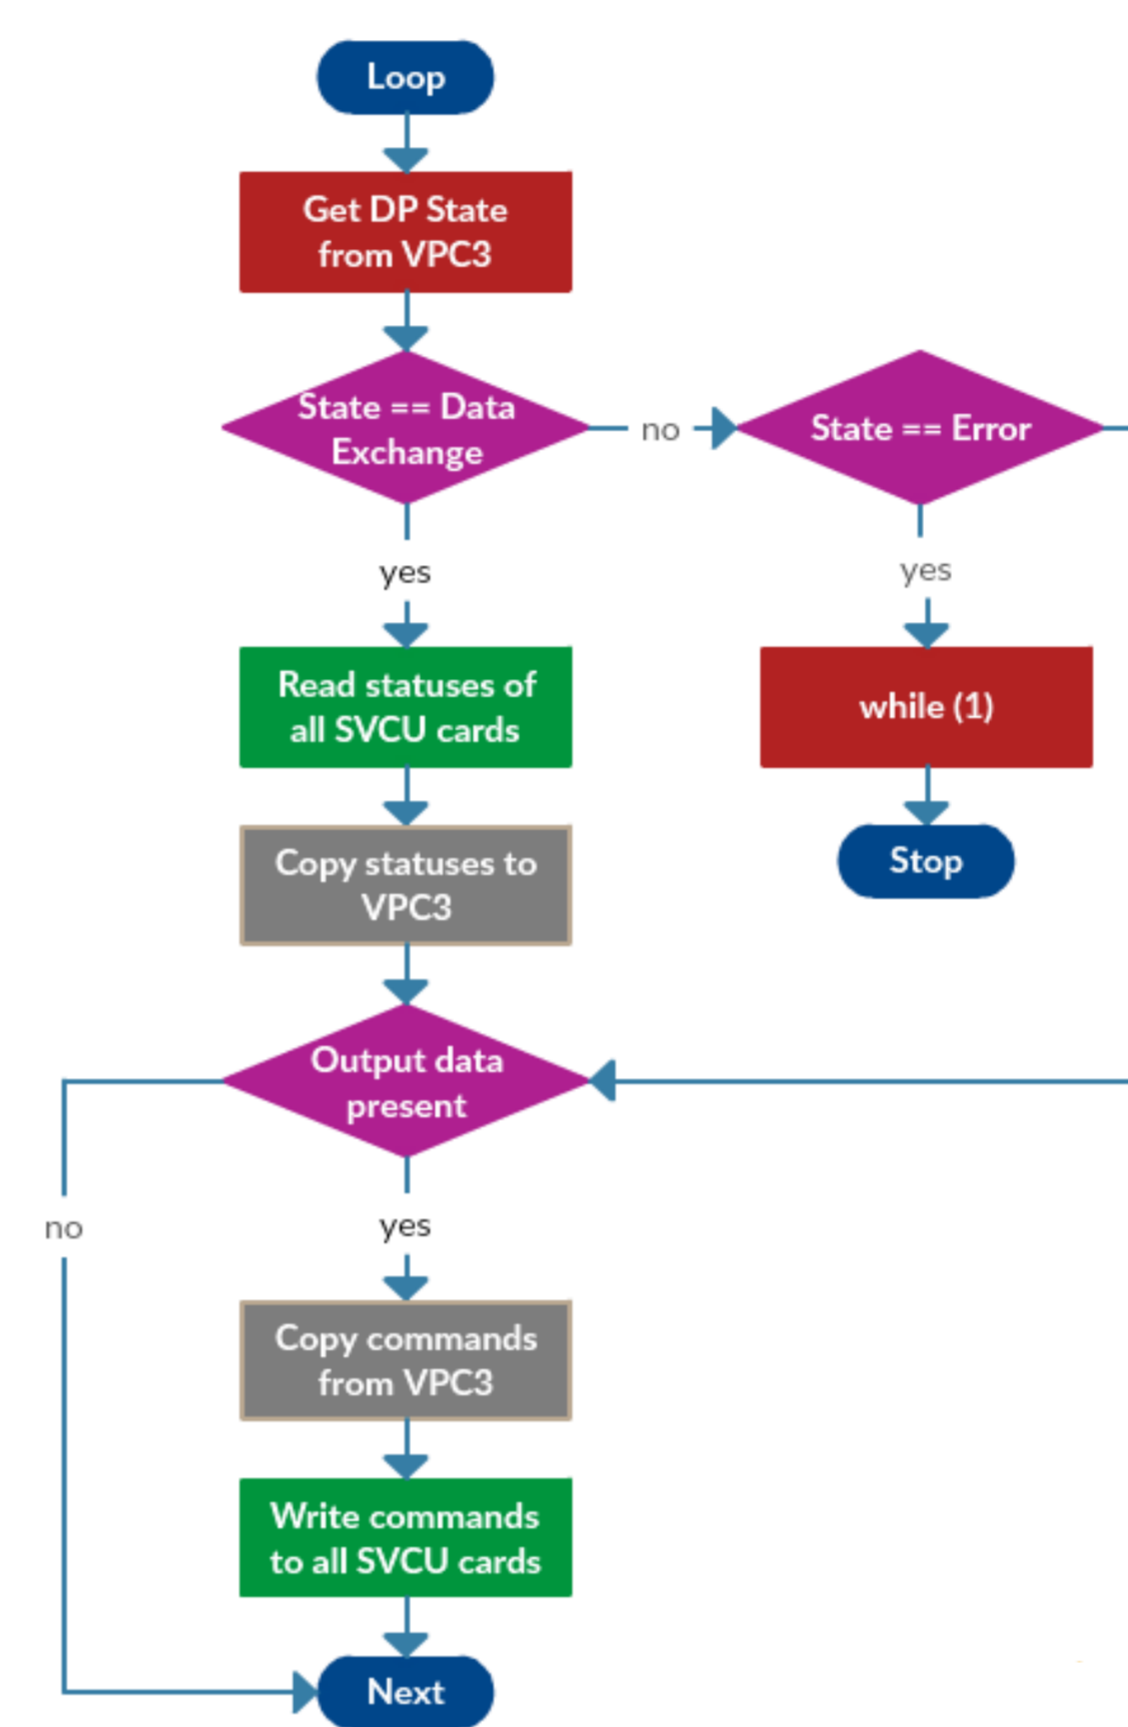 Loop
Get DP State
from VPC3
State == Data
Exchange
no
State == Error
yes
yes
Read statuses of
all SVCU cards
while (1)
Copy statuses to
VPC3
Stop
Output data
present
no
yes
Copy commands
from VPC3
Write commands
to all SVCU cards
Next